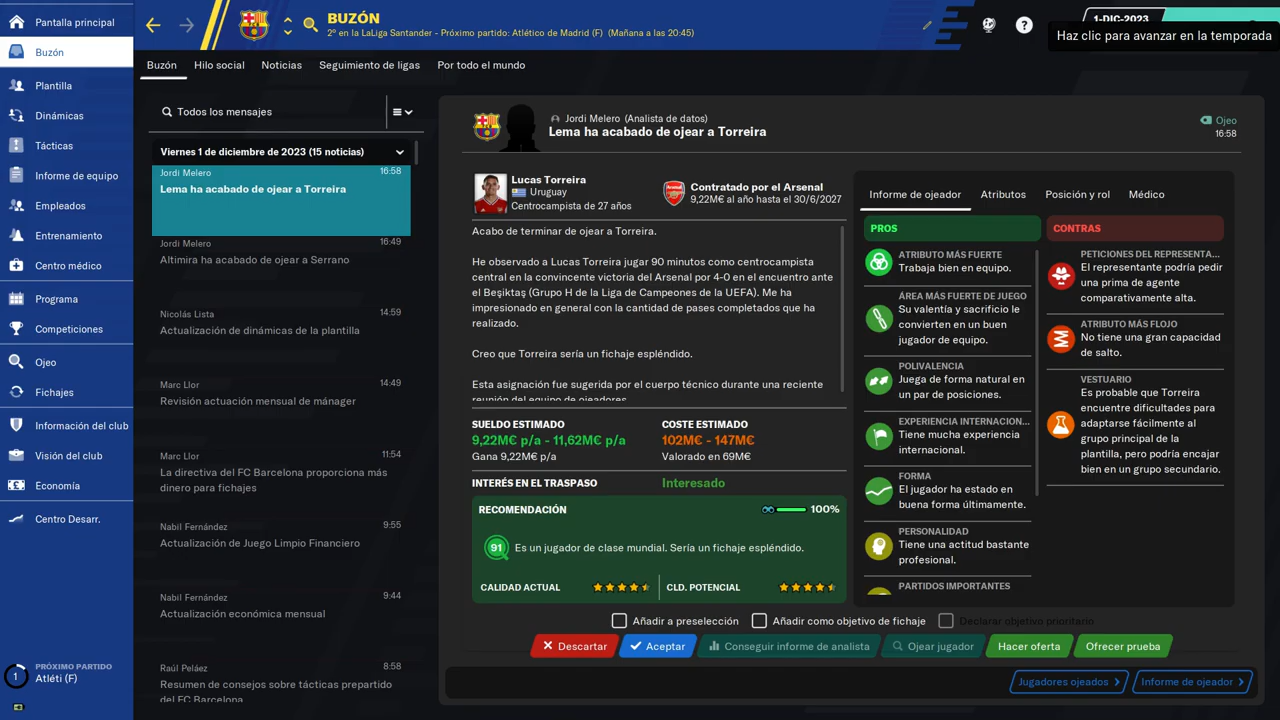 Pantalla principal
Buzón
Plantilla
Dinámicas
Tácticas
Informe de equipo
Empleados
Entrenamiento
Centro médico
Programa
Competiciones
Ojeo
Fichajes
Información del club
Visión del club
Economía
Centro Desarr.
1
PRÓXIMO PARTIDO
Atléti (F)
BUZÓN
2º en la LaLiga Santander - Próximo partido: Atlético de Madrid (F) (Mañana a las 20:45)
1-DIC-2023
Haz clic para avanzar en la temporada
Buzón
Hilo social
Noticias
Seguimiento de ligas
Por todo el mundo
Todos los mensajes
Viernes 1 de diciembre de 2023 (15 noticias)
Jordi Melero 16:58
Lema ha acabado de ojear a Torreira
Jordi Melero 16:49
Altimira ha acabado de ojear a Serrano
Nicolás Lista 14:59
Actualización de dinámicas de la plantilla
Marc Llor 14:49
Revisión actuación mensual de mánager
Marc Llor 11:54
La directiva del FC Barcelona proporciona más
dinero para fichajes
Nabil Fernández 9:55
Actualización de Juego Limpio Financiero
Nabil Fernández 9:44
Actualización económica mensual
Raúl Peláez 8:58
Resumen de consejos sobre tácticas prepartido
del FC Barcelona
Jordi Melero (Analista de datos)
Lema ha acabado de ojear a Torreira
Ojeo
16:58
Lucas Torreira
Uruguay
Centrocampista de 27 años
Arsenal
Contratado por el Arsenal
9,22M€ al año hasta el 30/6/2027
Acabo de terminar de ojear a Torreira.
He observado a Lucas Torreira jugar 90 minutos como centrocampista
central en la convincente victoria del Arsenal por 4-0 en el encuentro ante
el Beşiktaş (Grupo H de la Liga de Campeones de la UEFA). Me ha
impresionado en general con la cantidad de pases completados que ha
realizado.
Creo que Torreira sería un fichaje espléndido.
Esta asignación fue sugerida por el cuerpo técnico durante una reciente
reunión del equipo de ojeadores.
SUELDO ESTIMADO
9,22M€ p/a - 11,62M€ p/a
Gana 9,22M€ p/a
COSTE ESTIMADO
102M€ - 147M€
Valorado en 69M€
INTERÉS EN EL TRASPASO
Interesado
RECOMENDACIÓN
100%
91
Es un jugador de clase mundial. Sería un fichaje espléndido.
CALIDAD ACTUAL
CLD. POTENCIAL
Informe de ojeador
Atributos
Posición y rol
Médico
PROS
ATRIBUTO MÁS FUERTE
Trabaja bien en equipo.
ÁREA MÁS FUERTE DE JUEGO
Su valentía y sacrificio le
convierten en un buen
jugador de equipo.
POLIVALENCIA
Juega de forma natural en
un par de posiciones.
EXPERIENCIA INTERNACION...
Tiene mucha experiencia
internacional.
FORMA
El jugador ha estado en
buena forma últimamente.
PERSONALIDAD
Tiene una actitud bastante
profesional.
PARTIDOS IMPORTANTES
CONTRAS
PETICIONES DEL REPRESENTA...
El representante podría pedir
una prima de agente
comparativamente alta.
ATRIBUTO MÁS FLOJO
No tiene una gran capacidad
de salto.
VESTUARIO
Es probable que Torreira
encuentre dificultades para
adaptarse fácilmente al
grupo principal de la
plantilla, pero podría encajar
bien en un grupo secundario.
Añadir a preselección
Añadir como objetivo de fichaje
Declarar objetivo prioritario
Descartar
Aceptar
Conseguir informe de analista
Ojear jugador
Hacer oferta
Ofrecer prueba
Jugadores ojeados
Informe de ojeador